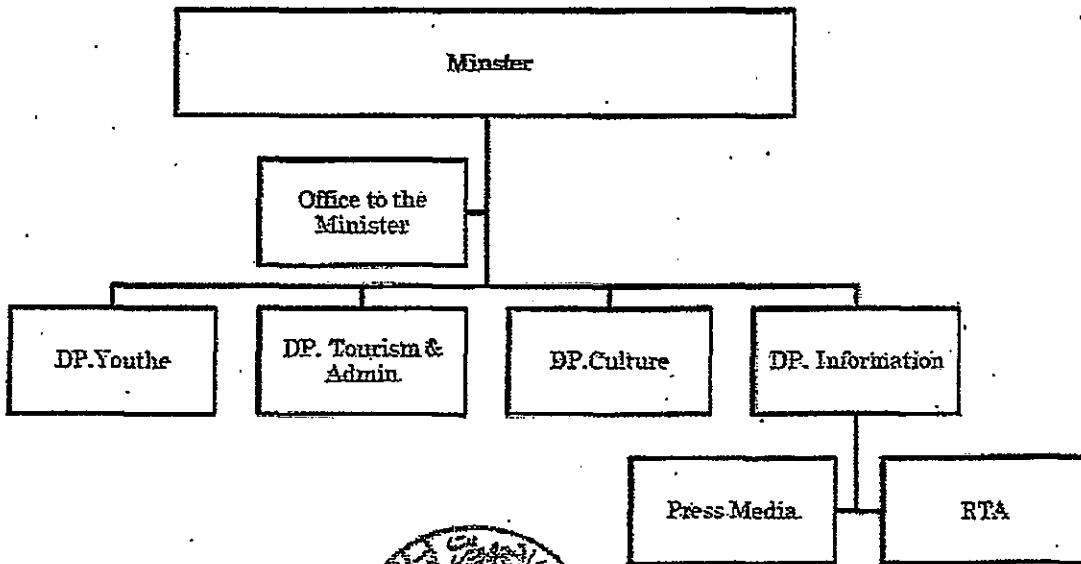 Minster
Office to the
Minister
DP.Youthe
DP. Tourism &
Admin.
DP.Culture
DP. Information
Press Media.
RTA